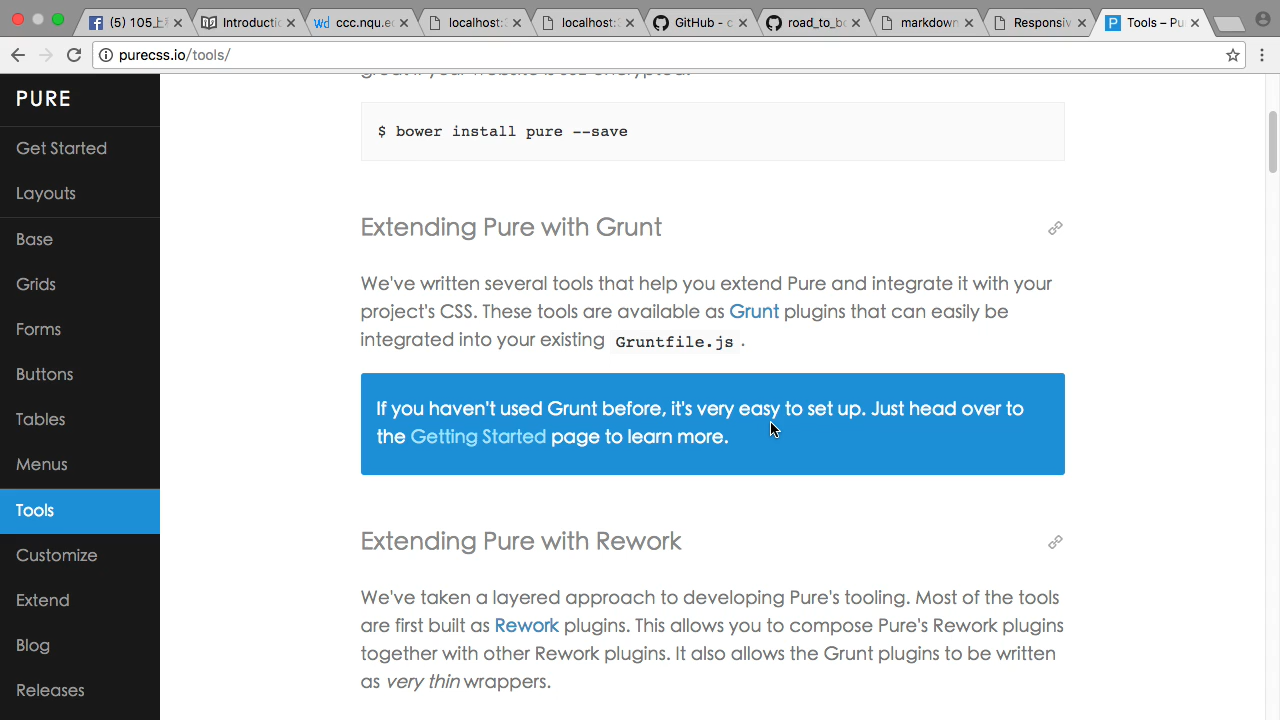 (5) 105上
Introductic
Wd ccc.nqu.ec
localhost:
localhost:
GitHub - c
road_to_b
markdown
Responsiv
P Tools – Pu
purecss.io/tools/
PURE
Get Started
Layouts
Base
Grids
Forms
Buttons
Tables
Menus
Tools
Customize
Extend
Blog
Releases
$ bower install pure --save
Extending Pure with Grunt
We've written several tools that help you extend Pure and integrate it with your
project's CSS. These tools are available as Grunt plugins that can easily be
integrated into your existing Gruntfile.js .
If you haven't used Grunt before, it's very easy to set up. Just head over to
the Getting Started page to learn more.
Extending Pure with Rework
We've taken a layered approach to developing Pure's tooling. Most of the tools
are first built as Rework plugins. This allows you to compose Pure's Rework plugins
together with other Rework plugins. It also allows the Grunt plugins to be written
as very thin wrappers.